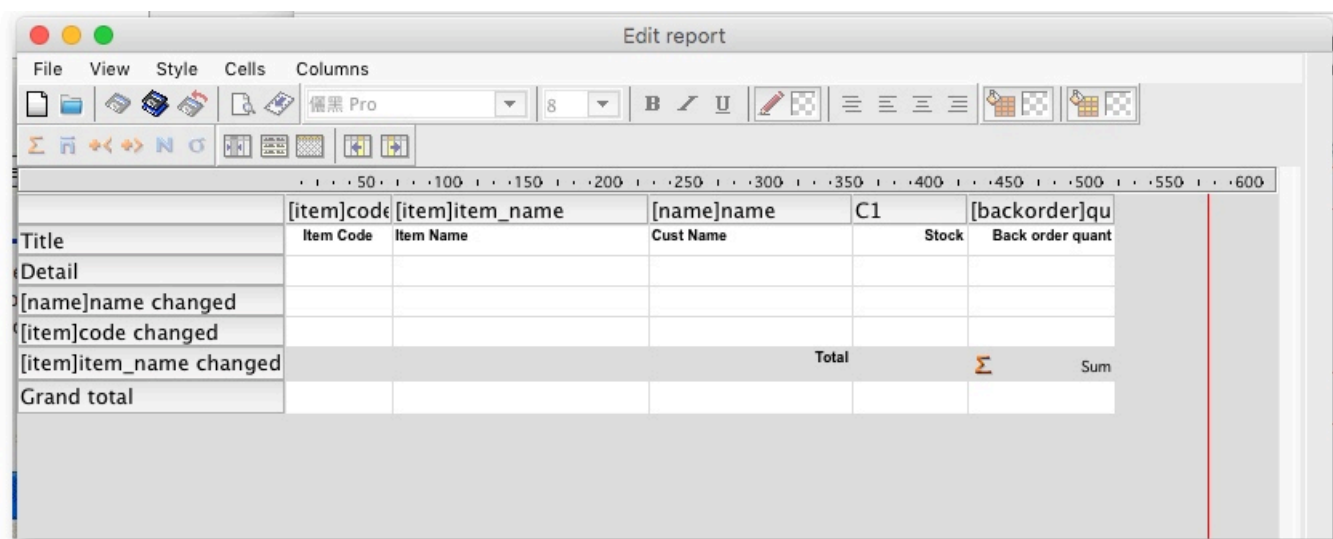 Edit report
File View Style Cells Columns
儷黑 Pro 8 B I U
Σ n N σ
50 100 150 200 250 300 350 400 450 500 550 600
[item]code [item]item_name [name]name C1 [backorder]qu
Title Item Code Item Name Cust Name Stock Back order quant
Detail
[name]name changed
[item]code changed
[item]item_name changed Total Σ Sum
Grand total